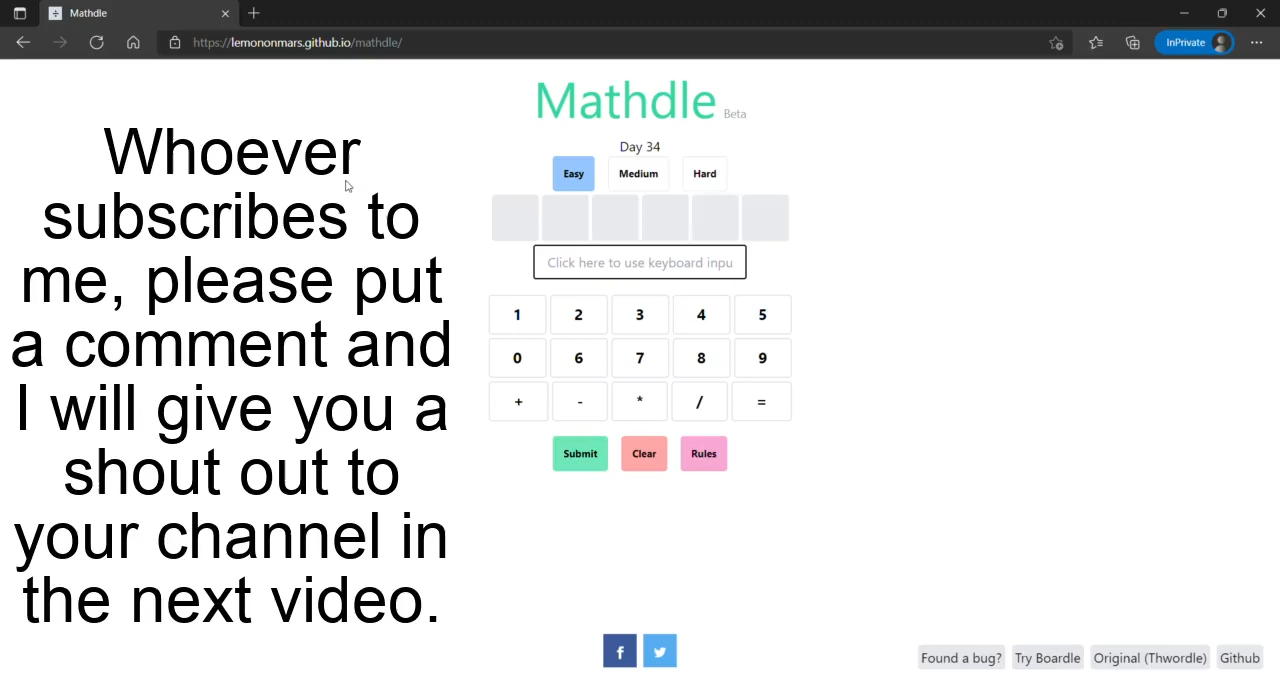 Mathdle
https://lemononmars.github.io/mathdle/
InPrivate
Mathdle Beta
Day 34
Easy Medium Hard
Click here to use keyboard inpu
1 2 3 4 5
0 6 7 8 9
+ - * / =
Submit Clear Rules
Whoever
subscribes to
me, please put
a comment and
I will give you a
shout out to
your channel in
the next video.
Found a bug? Try Boardle Original (Thwordle) Github